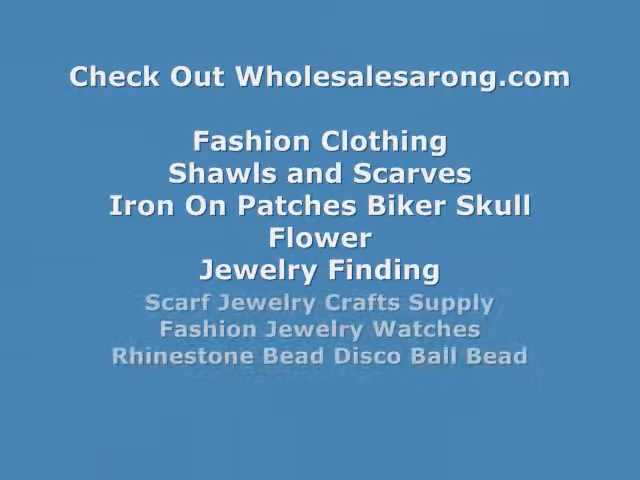 Check Out Wholesalesarong.com
Fashion Clothing
Shawls and Scarves
Iron On Patches Biker Skull
Flower
Jewelry Finding
Scarf Jewelry Crafts Supply
Fashion Jewelry Watches
Rhinestone Bead Disco Ball Bead